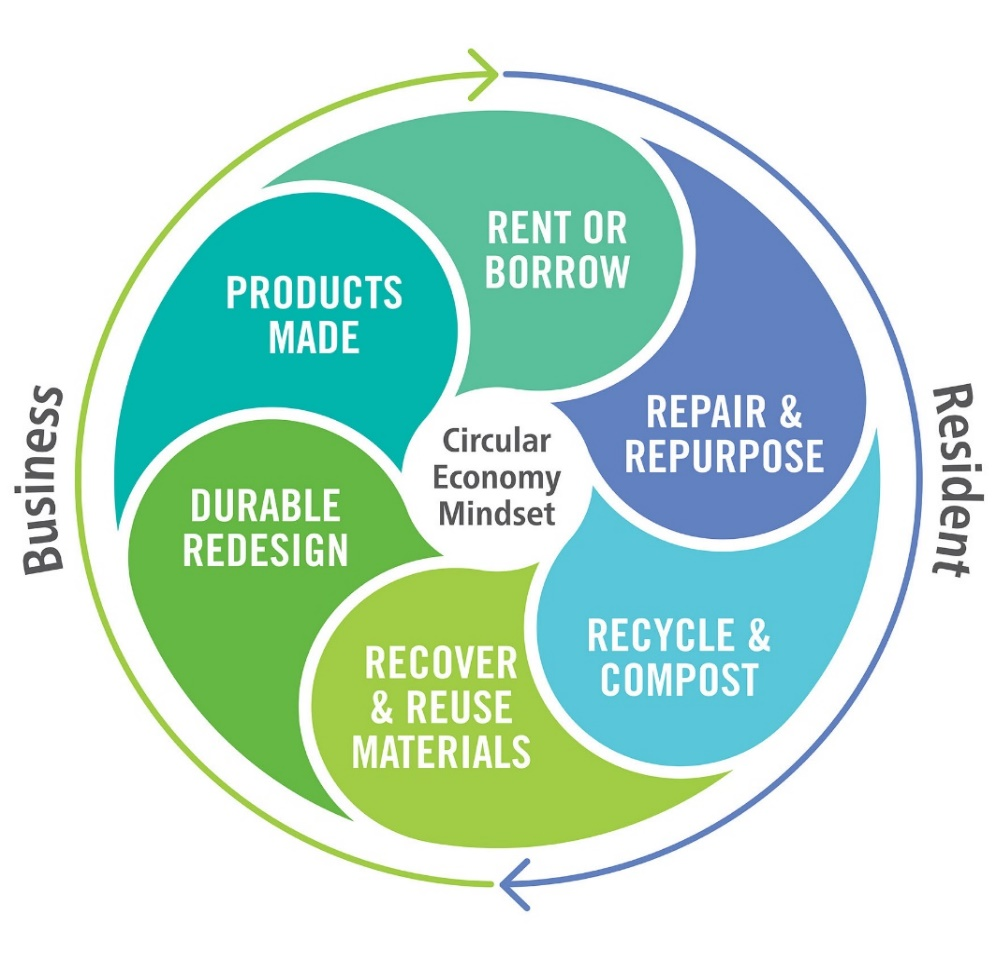 RENT OR
BORROW
REPAIR &
REPURPOSE
RECYCLE &
COMPOST
RECOVER
& REUSE
MATERIALS
DURABLE
REDESIGN
PRODUCTS
MADE
Circular
Economy
Mindset
Business
Resident